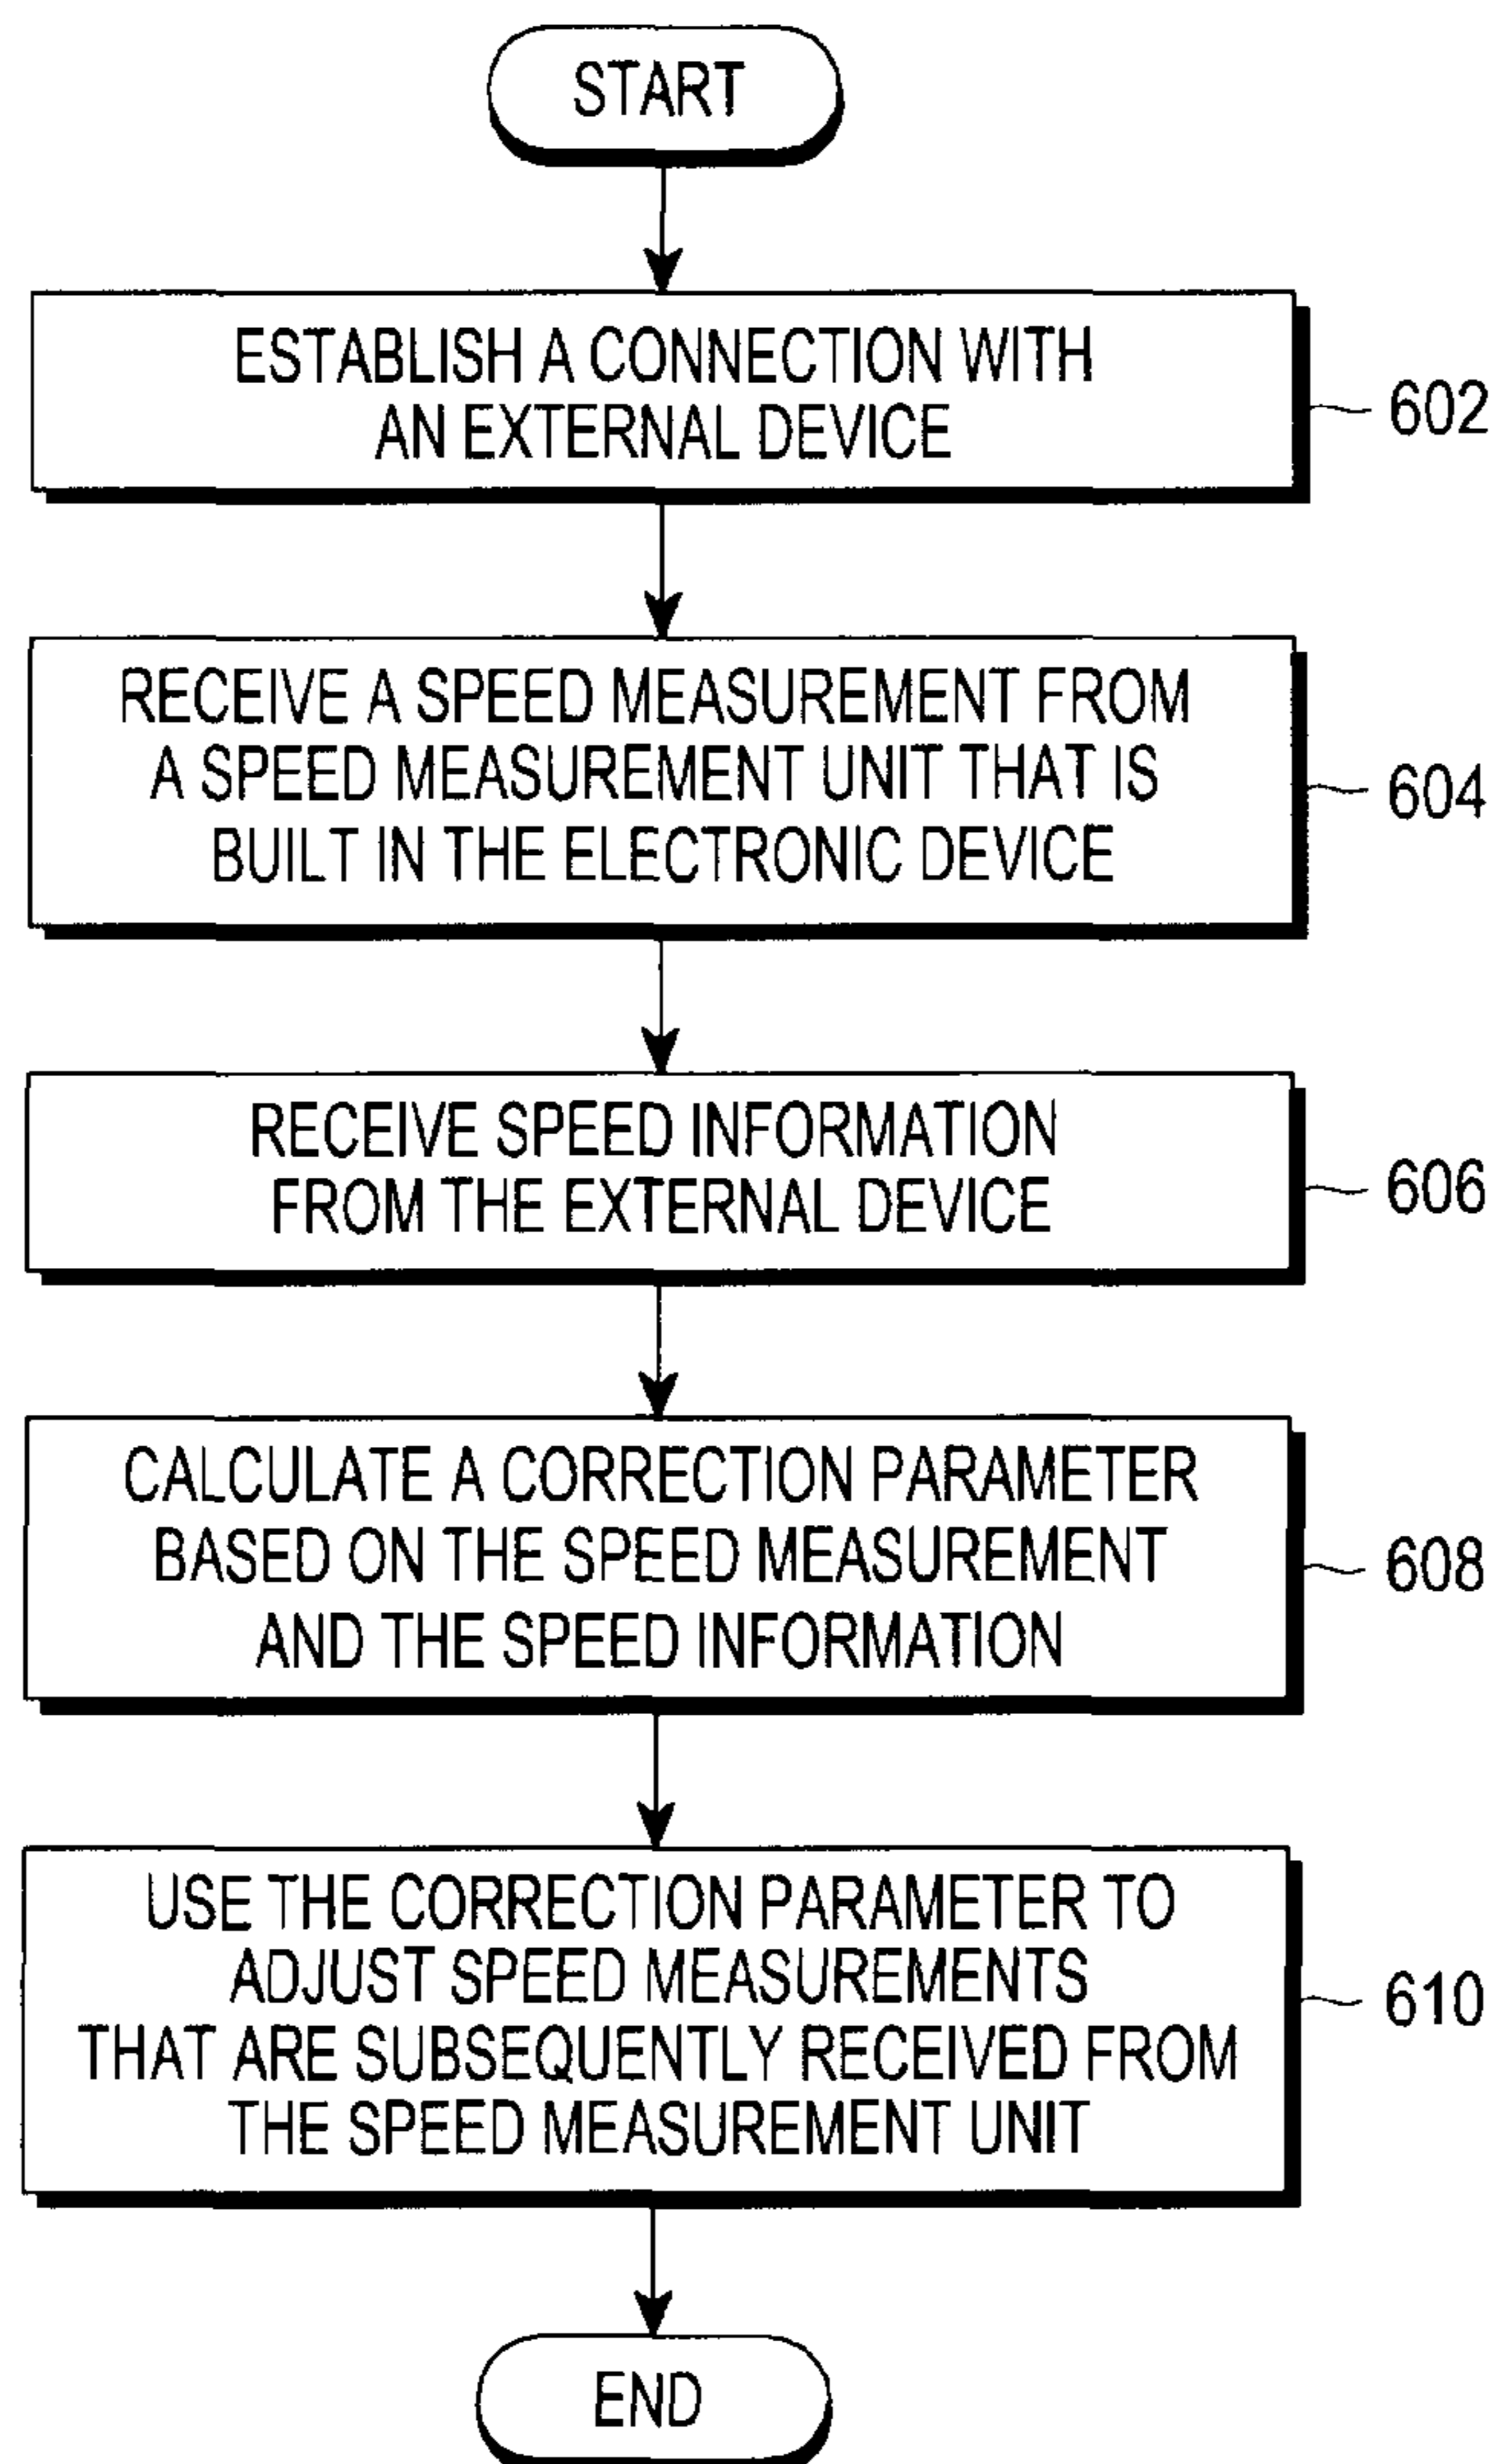 START
ESTABLISH A CONNECTION WITH
AN EXTERNAL DEVICE
602
RECEIVE A SPEED MEASUREMENT FROM
A SPEED MEASUREMENT UNIT THAT IS
BUILT IN THE ELECTRONIC DEVICE
604
RECEIVE SPEED INFORMATION
FROM THE EXTERNAL DEVICE
606
CALCULATE A CORRECTION PARAMETER
BASED ON THE SPEED MEASUREMENT
AND THE SPEED INFORMATION
608
USE THE CORRECTION PARAMETER TO
ADJUST SPEED MEASUREMENTS
THAT ARE SUBSEQUENTLY RECEIVED FROM
THE SPEED MEASUREMENT UNIT
610
END